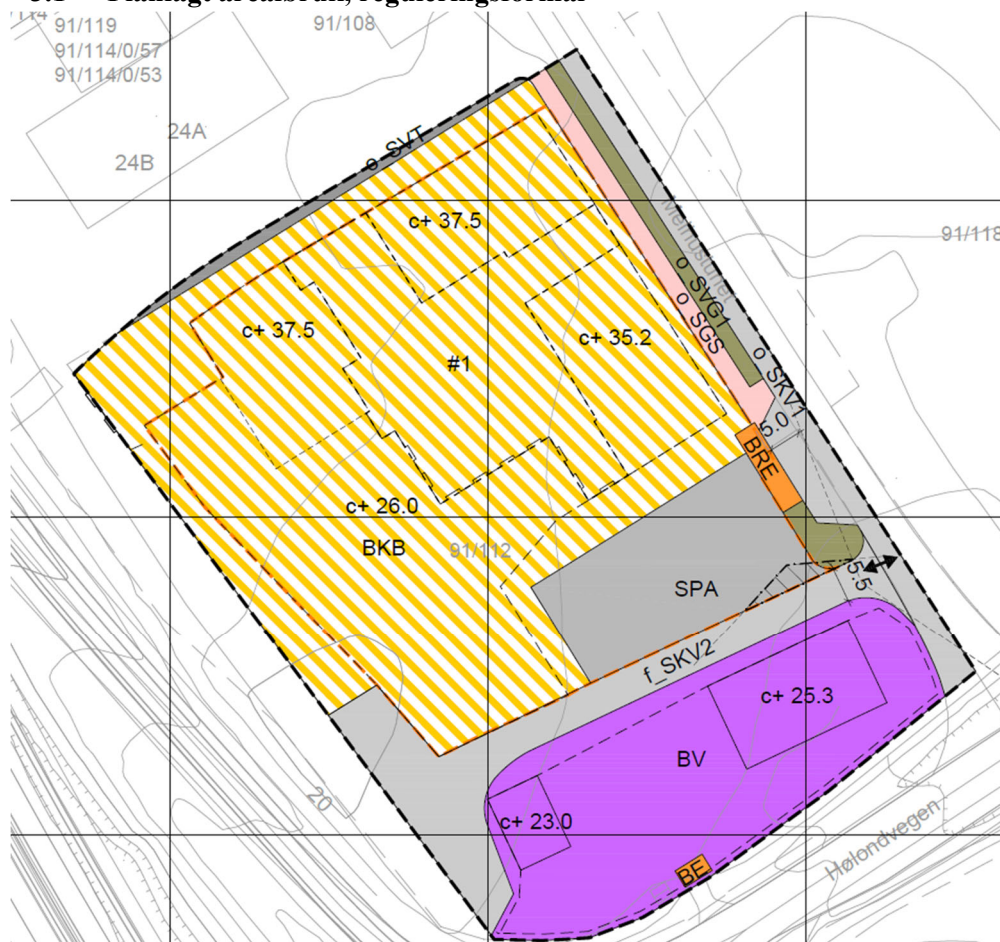 91/114
91/119
91/114/0/57
91/114/0/53
91/108
24A
24B
o_SVT
c+ 37.5
91/118
o_SVG1
o_SGS
c+ 37.5
#1
c+ 35.2
o_SKV1
5.0
BRE
c+ 26.0
BKB
91/112
SPA
5.5
f_SKV2
c+ 25.3
BV
20
c+ 23.0
BE
Hølondvegen